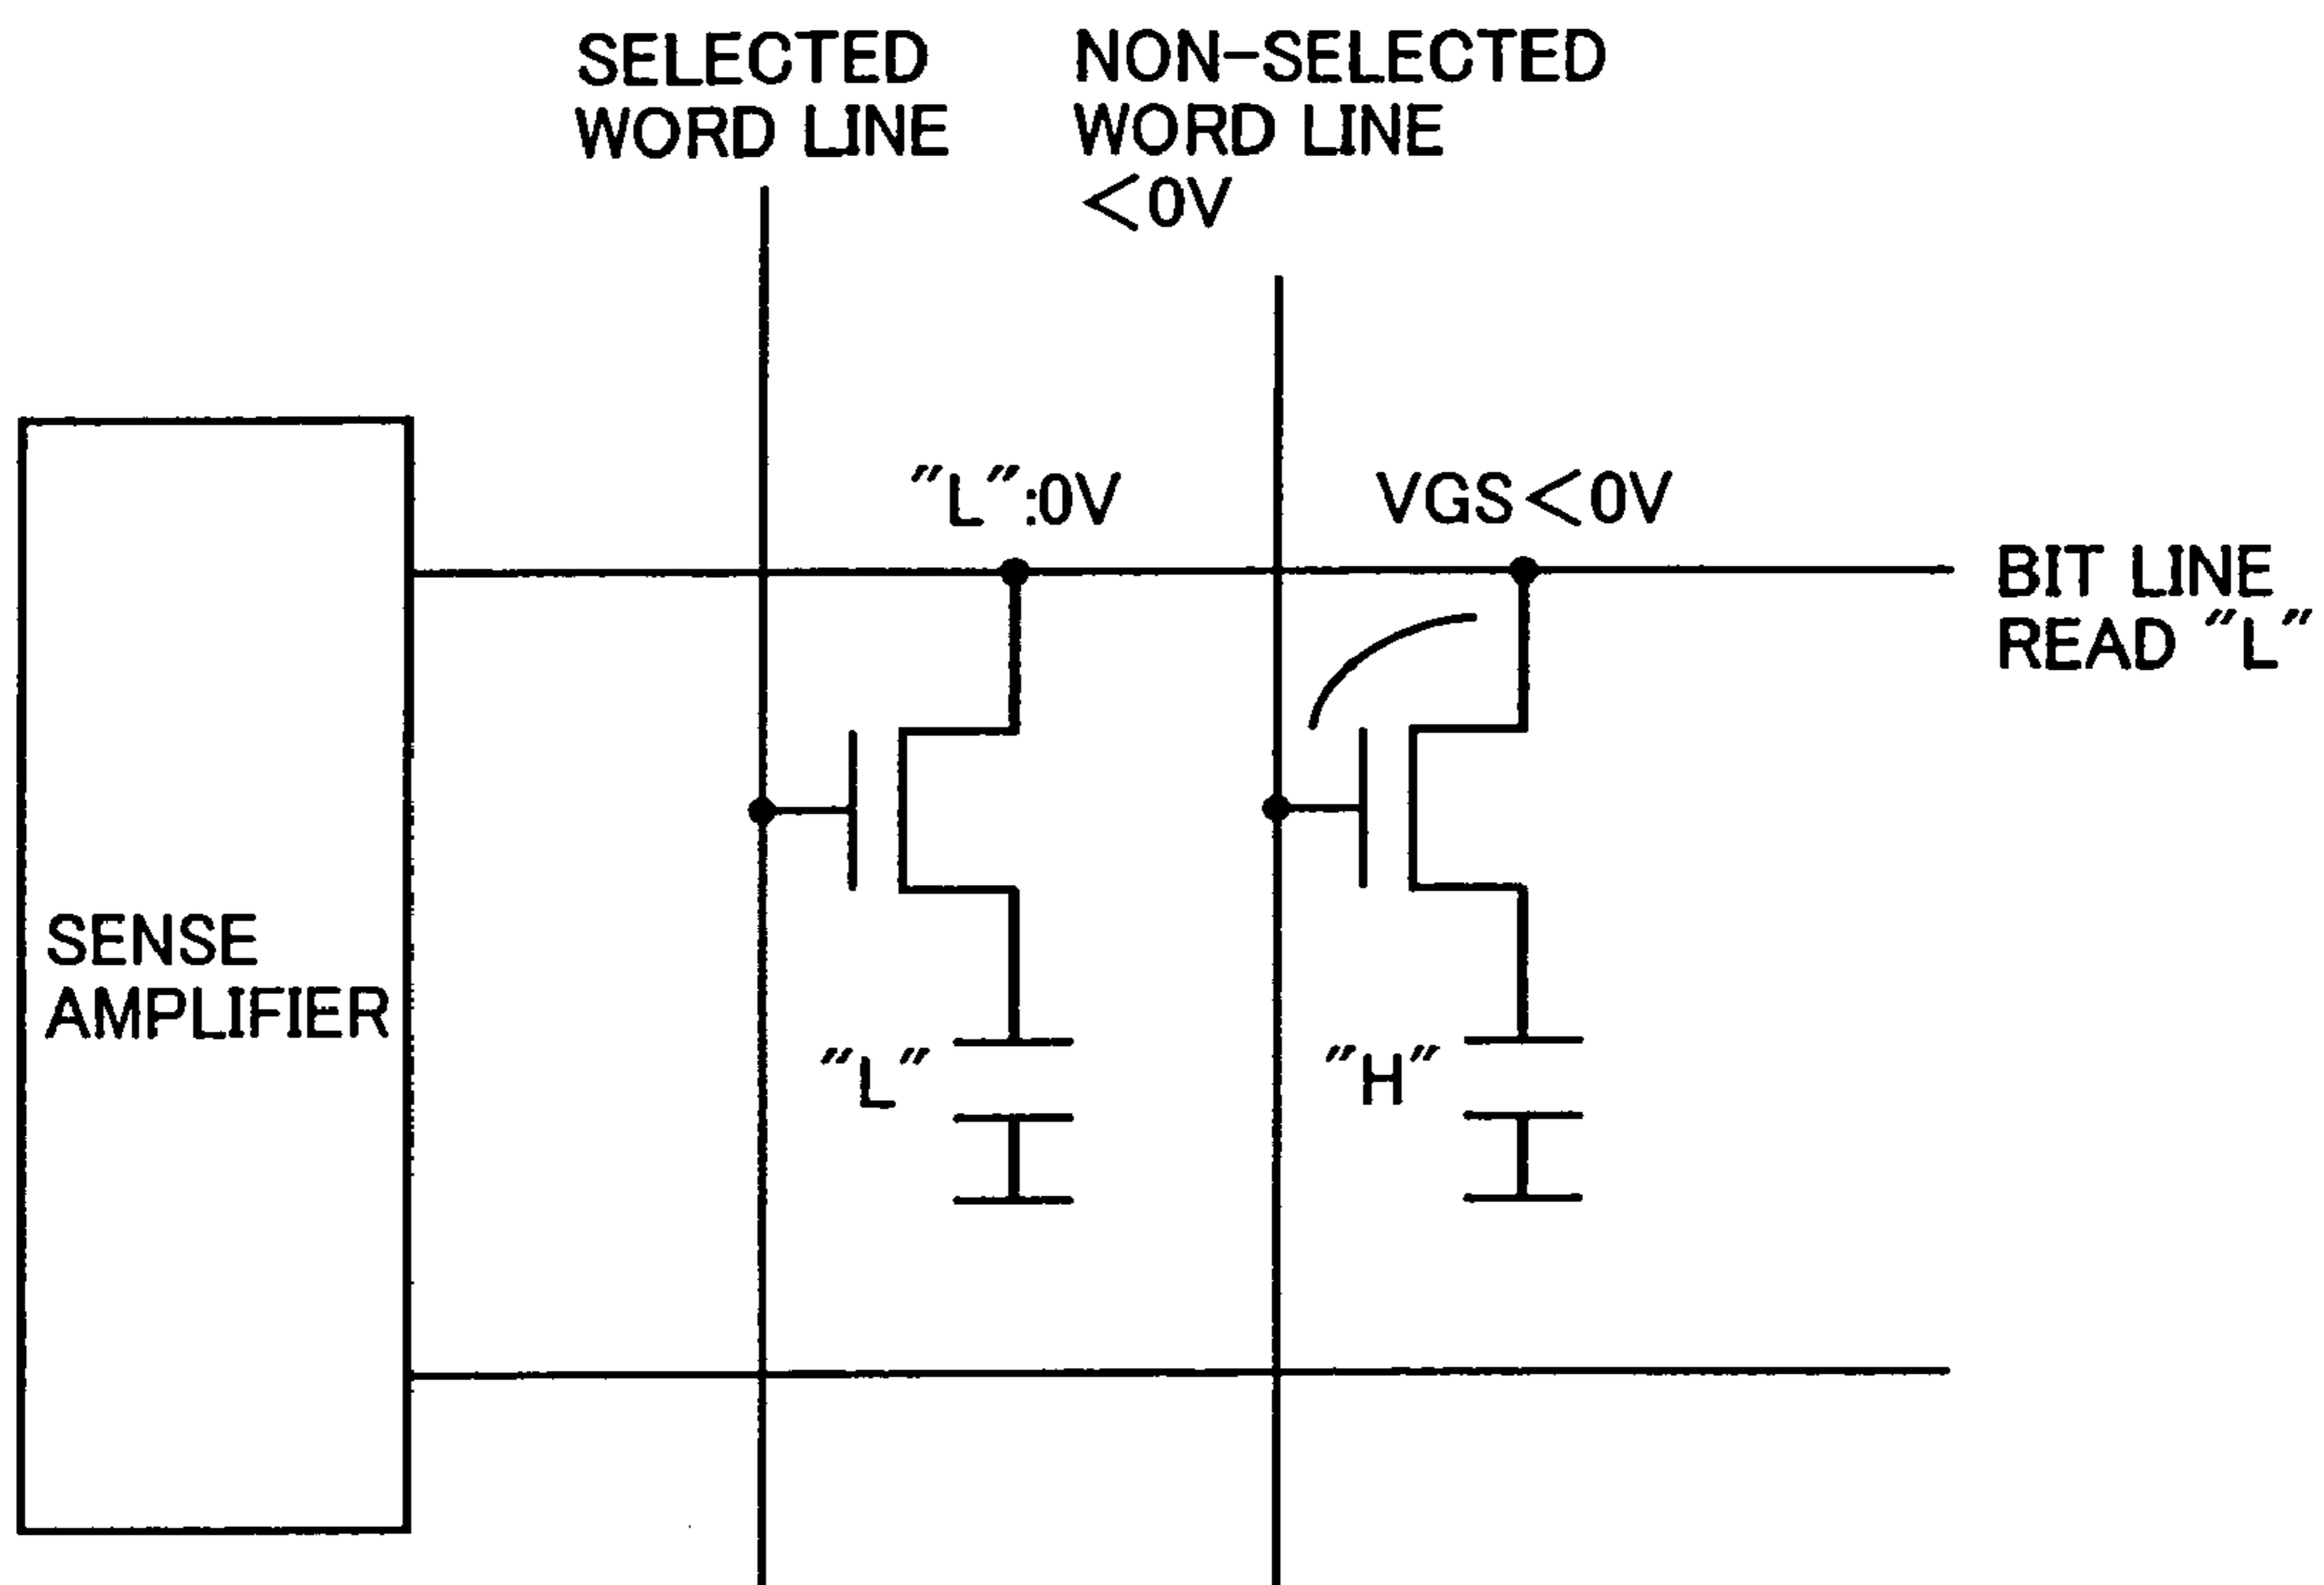 SELECTED
WORD LINE
NON-SELECTED
WORD LINE
<0V
"L":0V
VGS<0V
BIT LINE
READ "L"
SENSE
AMPLIFIER
"L"
"H"